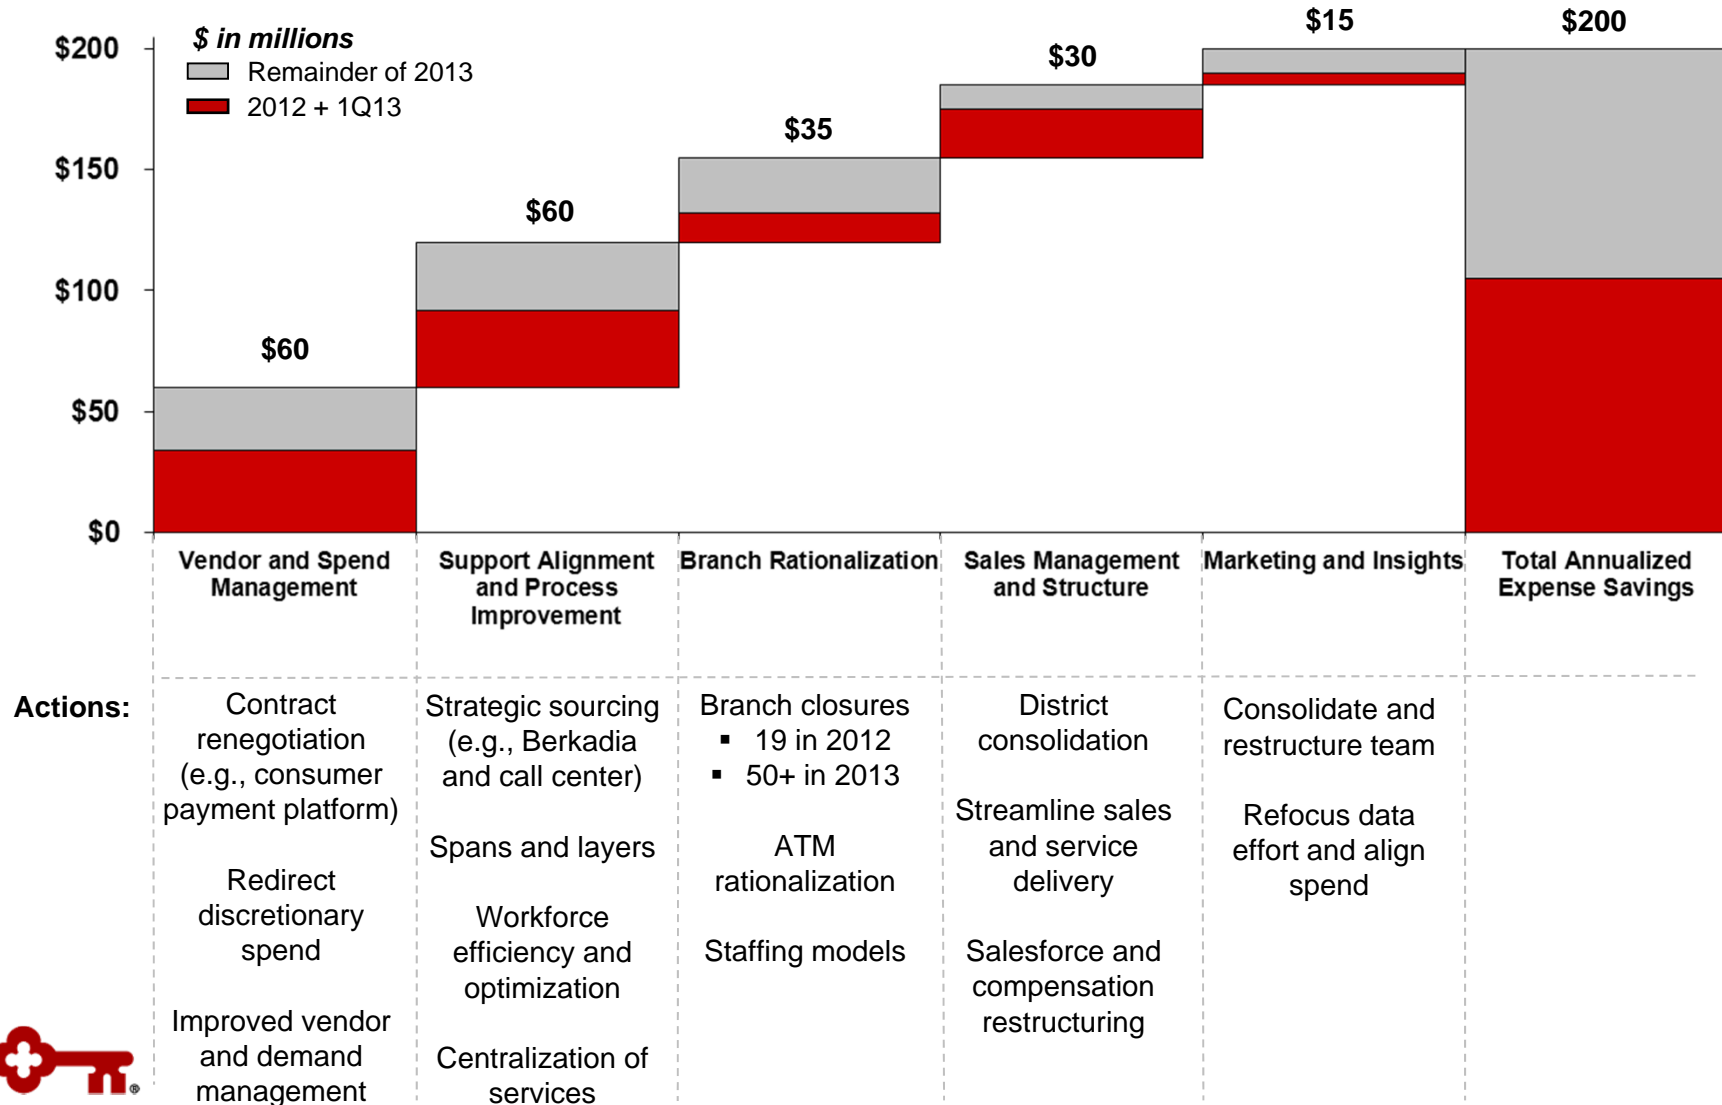 $ in millions
Remainder of 2013
2012 + 1Q13
$200
$150
$100
$50
$0
$60
$60
$35
$30
$15
$200
Vendor and Spend
Management
Support Alignment
and Process
Improvement
Branch Rationalization
Sales Management
and Structure
Marketing and Insights
Total Annualized
Expense Savings
Actions:
Contract
renegotiation
(e.g., consumer
payment platform)
Redirect
discretionary
spend
Improved vendor
and demand
management
Strategic sourcing
(e.g., Berkadia
and call center)
Spans and layers
Workforce
efficiency and
optimization
Centralization of
services
Branch closures
▪ 19 in 2012
▪ 50+ in 2013
ATM
rationalization
Staffing models
District
consolidation
Streamline sales
and service
delivery
Salesforce and
compensation
restructuring
Consolidate and
restructure team
Refocus data
effort and align
spend
®